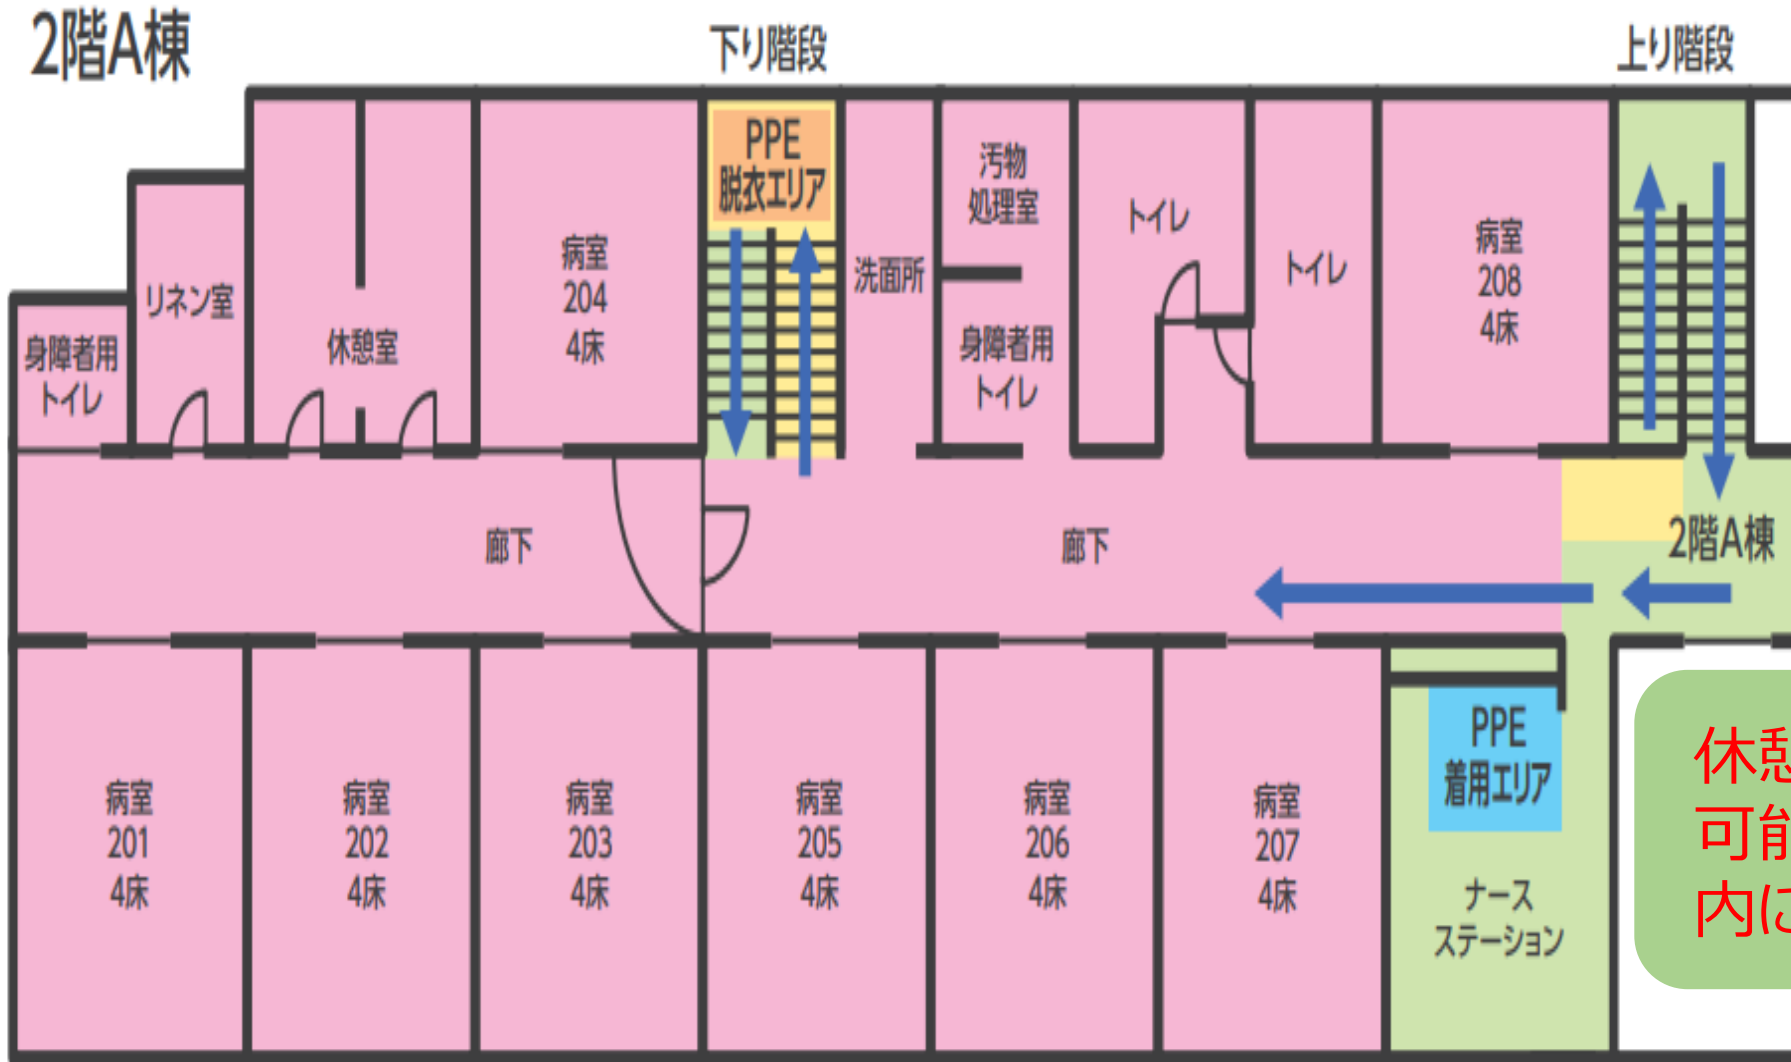 2階A棟
下り階段
上り階段
PPE
脱衣エリア
汚物
処理室
トイレ
トイレ
病室
204
4床
洗面所
病室
208
4床
リネン室
休憩室
身障者用
トイレ
身障者用
トイレ
廊下
廊下
2階A棟
病室
201
4床
病室
202
4床
病室
203
4床
病室
205
4床
病室
206
4床
病室
207
4床
PPE
着用エリア
ナース
ステーション
休憩
可能
内に